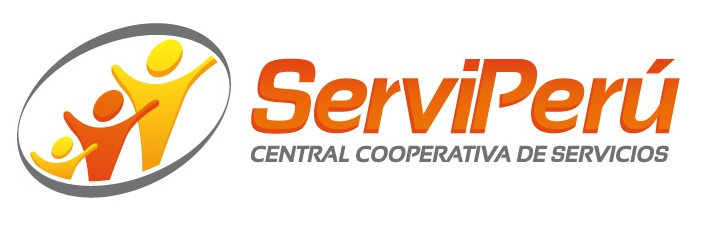 ServiPerú
CENTRAL COOPERATIVA DE SERVICIOS